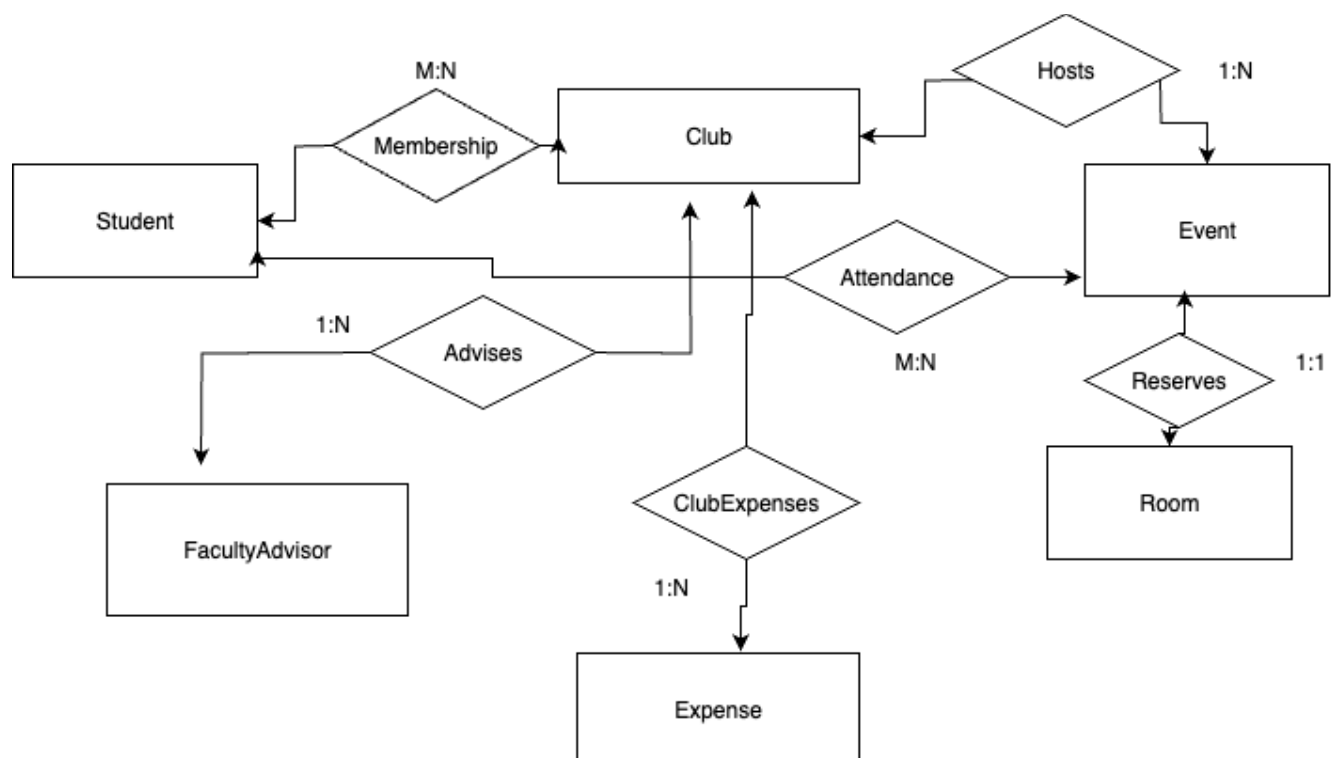 Hosts
1:N
M:N
Club
Membership
Student
Event
Attendance
1:N
Advises
M:N
Reserves
1:1
ClubExpenses
Room
FacultyAdvisor
1:N
Expense